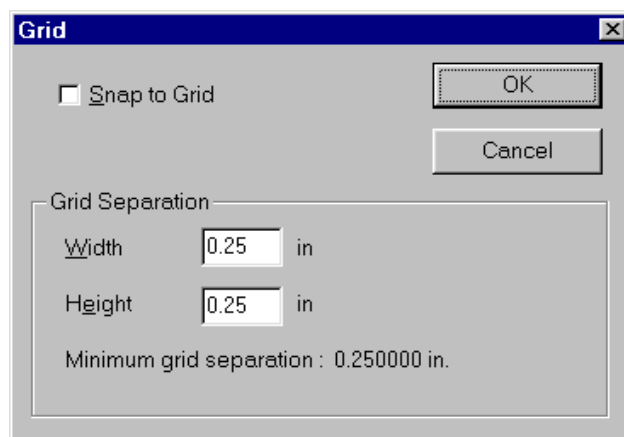 Grid
Snap to Grid
OK
Cancel
Grid Separation
Width 0.25 in
Height 0.25 in
Minimum grid separation : 0.250000 in.